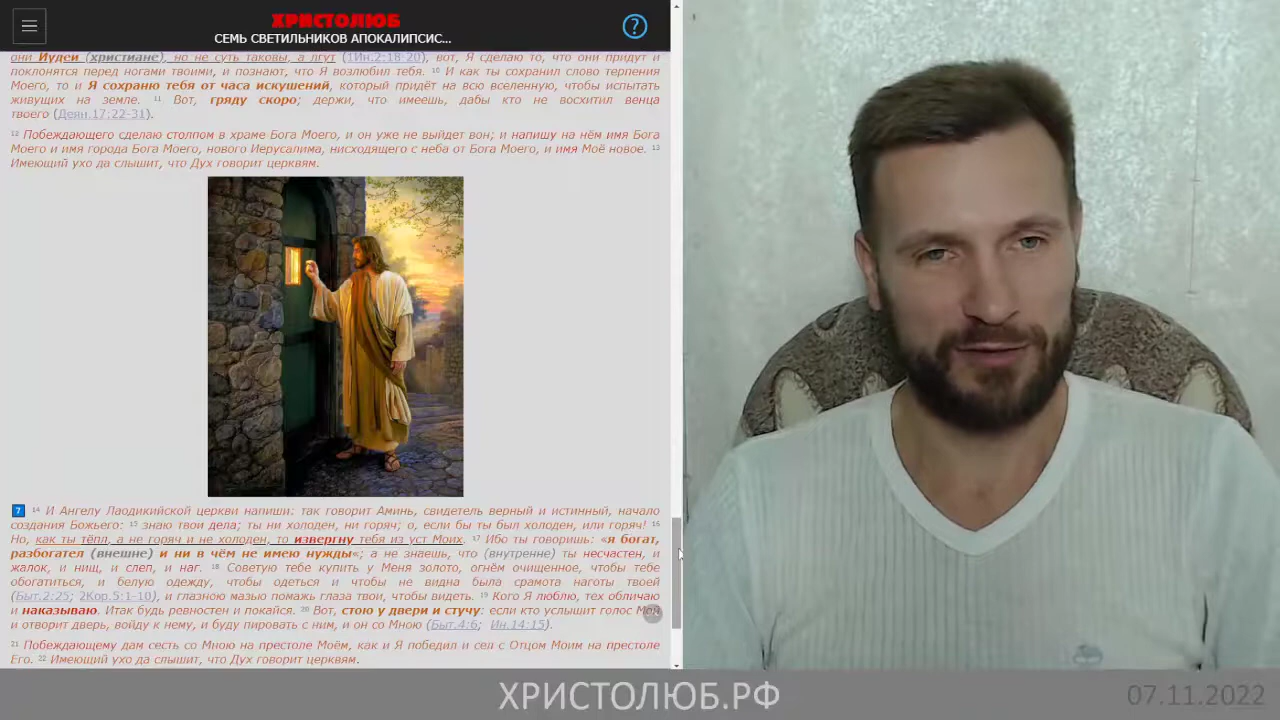 ХРИСТОЛЮБ
СЕМЬ СВЕТИЛЬНИКОВ АПОКАЛИПСИС...
они Иудеи (христиане), но не суть таковы, а лгут (1Ин.2:18-20), вот, Я сделаю то, что они придут и
поклонятся перед ногами твоими, и познают, что Я возлюбил тебя. 10 И как ты сохранил слово терпения
Моего, то и Я сохраню тебя от часа искушений, который придёт на всю вселенную, чтобы испытать
живущих на земле. 11 Вот, гряду скоро; держи, что имеешь, дабы кто не восхитил венца
твоего (Деян.17:22-31).
12 Побеждающего сделаю столпом в храме Бога Моего, и он уже не выйдет вон; и напишу на нём имя Бога
Моего и имя города Бога Моего, нового Иерусалима, нисходящего с неба от Бога Моего, и имя Моё новое. 13
Имеющий ухо да слышит, что Дух говорит церквям.
7 14 И Ангелу Лаодикийской церкви напиши: так говорит Аминь, свидетель верный и истинный, начало
создания Божьего: 15 знаю твои дела; ты ни холоден, ни горяч; о, если бы ты был холоден, или горяч! 16
Но, как ты тёпл, а не горяч и не холоден, то извергну тебя из уст Моих. 17 Ибо ты говоришь: «я богат,
разбогател (внешне) и ни в чём не имею нужды«; а не знаешь, что (внутренне) ты несчастен, и
жалок, и нищ, и слеп, и наг. 18 Советую тебе купить у Меня золото, огнём очищенное, чтобы тебе
обогатиться, и белую одежду, чтобы одеться и чтобы не видна была срамота наготы твоей
(Быт.2:25; 2Кор.5:1-10), и глазною мазью помажь глаза твои, чтобы видеть. 19 Кого Я люблю, тех обличаю
и наказываю. Итак будь ревностен и покайся. 20 Вот, стою у двери и стучу: если кто услышит голос Мой
и отворит дверь, войду к нему, и буду пировать с ним, и он со Мною (Быт.4:6; Ин.14:15).
21 Побеждающему дам сесть со Мною на престоле Моём, как и Я победил и сел с Отцом Моим на престоле
Его. 22 Имеющий ухо да слышит, что Дух говорит церквям.
ХРИСТОЛЮБ.РФ
07.11.2022